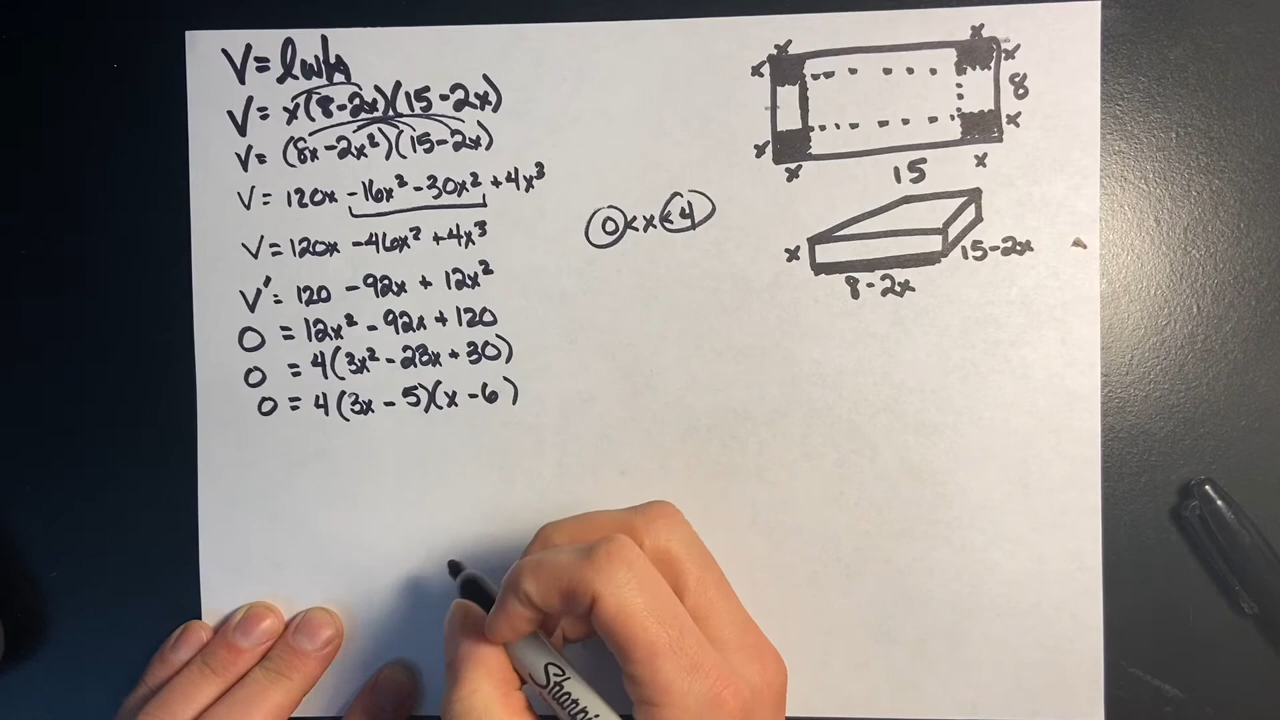 V = lwh
V = x(8-2x)(15-2x)
V = (8x-2x²)(15-2x)
V = 120x -16x² -30x² +4x³
V = 120x -46x² +4x³
V' = 120 -92x + 12x²
0 = 12x² - 92x + 120
0 = 4(3x² - 23x + 30)
0 = 4(3x - 5)(x - 6)
0<x<4
x x
x x
8
x x
x x
15
x
15-2x
8-2x
Sharpi